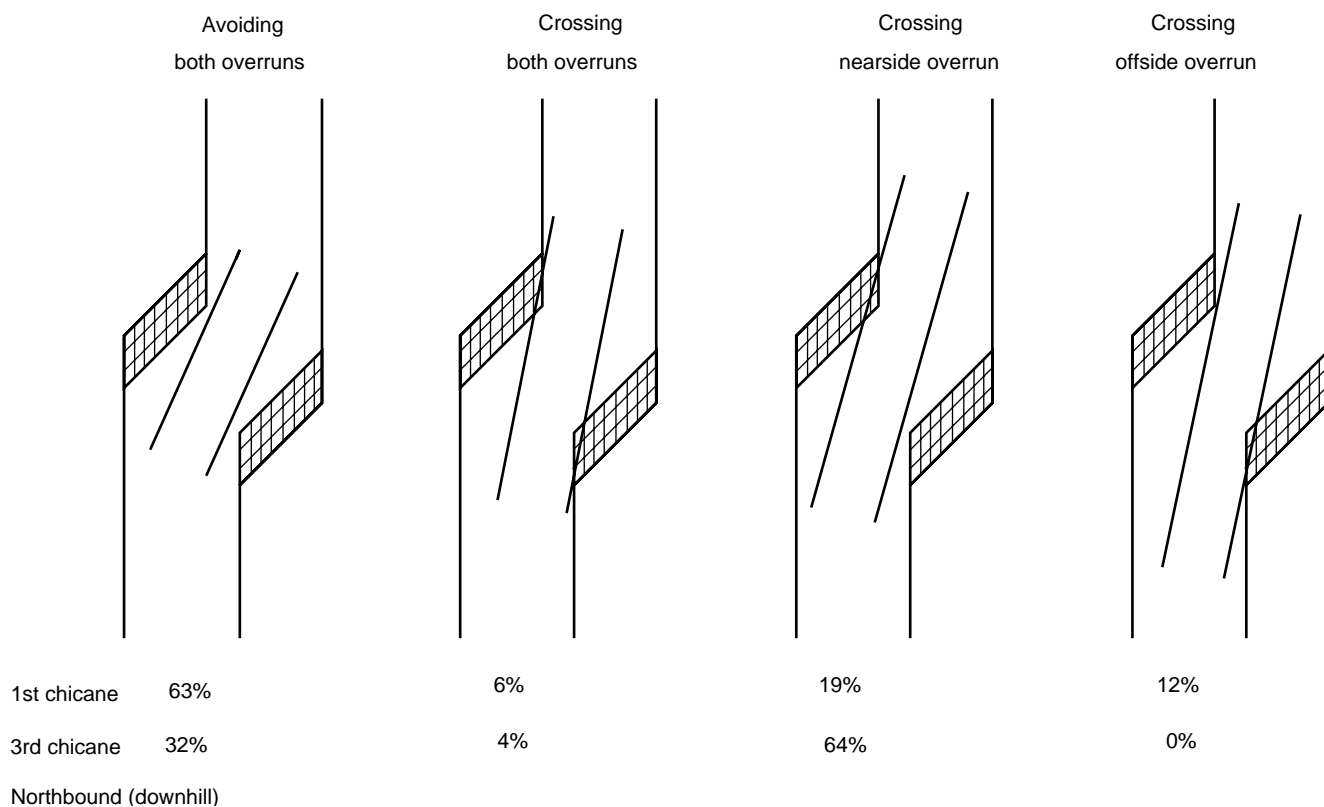 Avoiding
both overruns
Crossing
both overruns
Crossing
nearside overrun
Crossing
offside overrun
1st chicane 63% 6% 19% 12%
3rd chicane 32% 4% 64% 0%
Northbound (downhill)